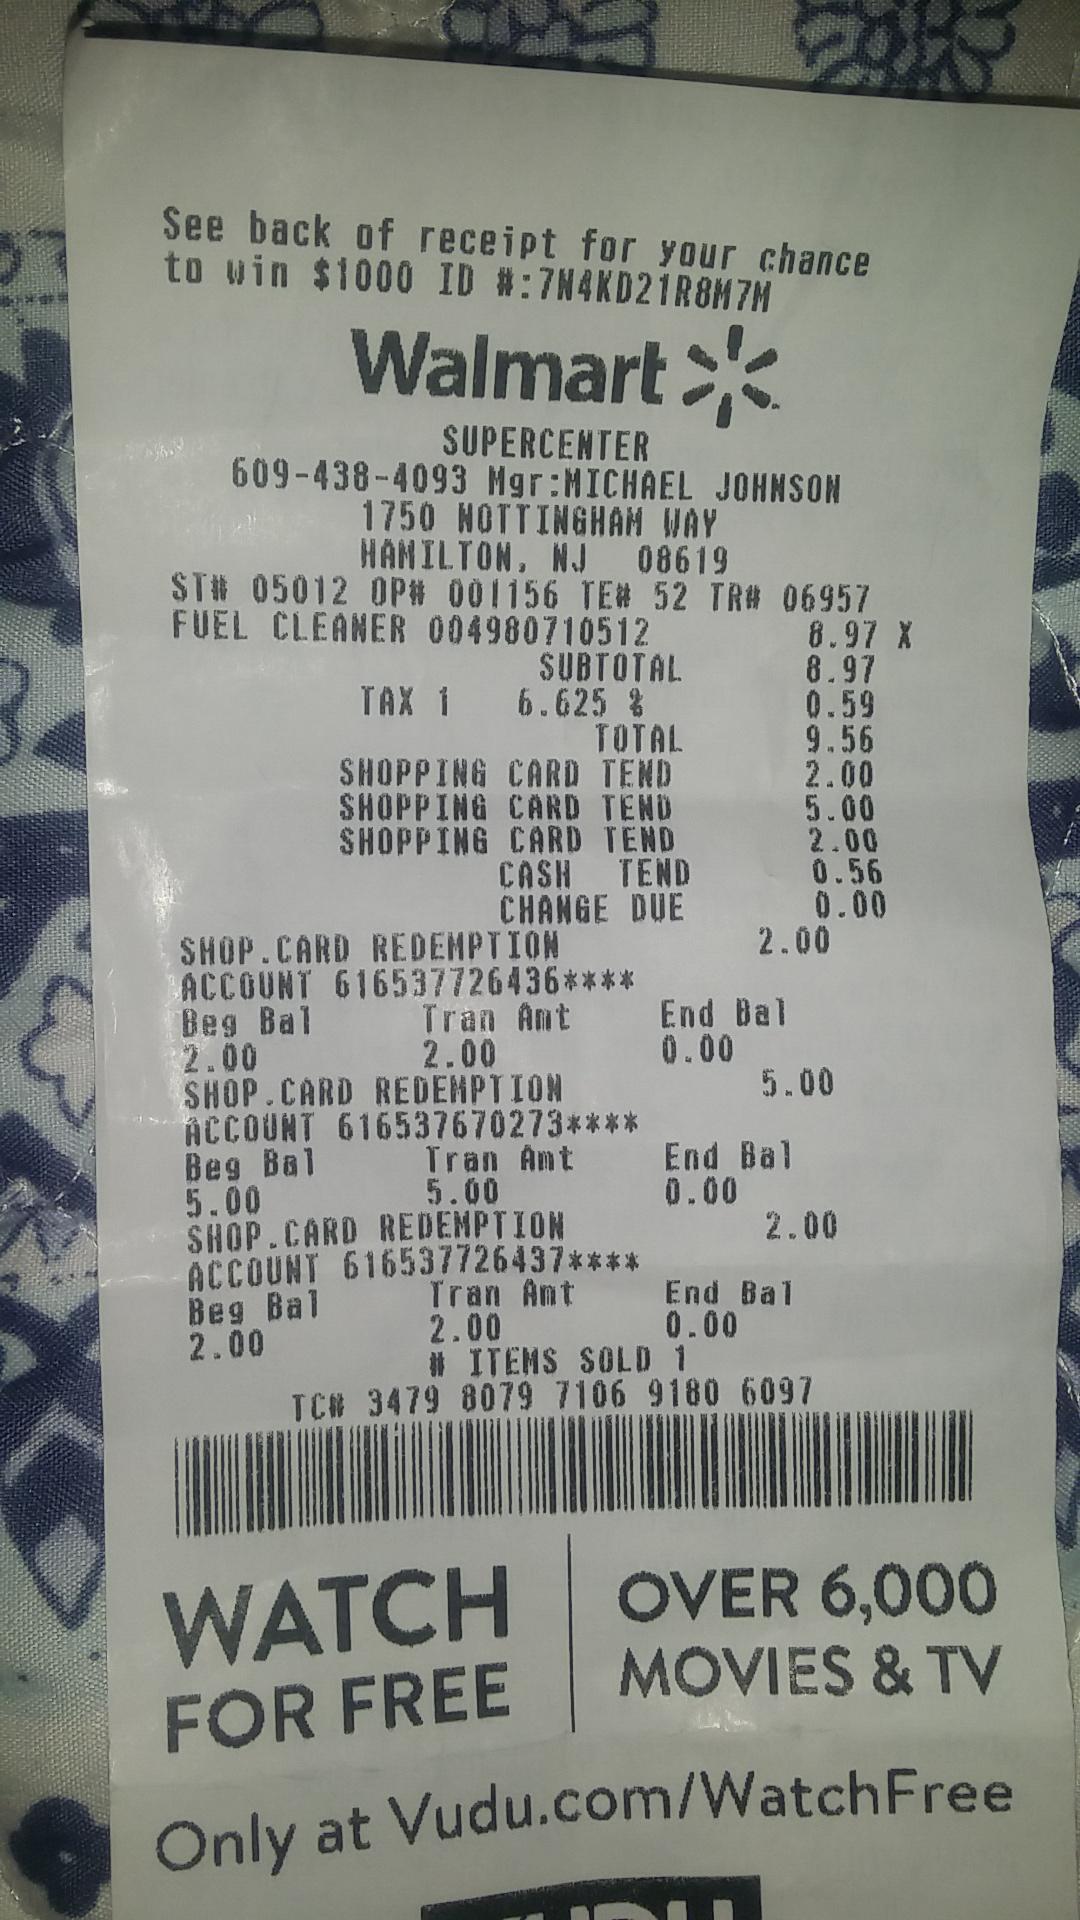 See back of receipt for your chance
to win $1000 ID #:7N4KD21R8M7M
Walmart
SUPERCENTER
609-438-4093 Mgr:MICHAEL JOHNSON
1750 NOTTINGHAM WAY
HAMILTON, NJ 08619
ST# 05012 OP# 001156 TE# 52 TR# 06957
FUEL CLEANER 004980710512 8.97 X
SUBTOTAL 8.97
TAX 1 6.625 % 0.59
TOTAL 9.56
SHOPPING CARD TEND 2.00
SHOPPING CARD TEND 5.00
SHOPPING CARD TEND 2.00
CASH TEND 0.56
CHANGE DUE 0.00
SHOP.CARD REDEMPTION 2.00
ACCOUNT 616537726436****
Beg Bal Tran Amt End Bal
2.00 2.00 0.00
SHOP.CARD REDEMPTION 5.00
ACCOUNT 616537670273****
Beg Bal Tran Amt End Bal
5.00 5.00 0.00
SHOP.CARD REDEMPTION 2.00
ACCOUNT 616537726437****
Beg Bal Tran Amt End Bal
2.00 2.00 0.00
# ITEMS SOLD 1
TC# 3479 8079 7106 9180 6097
WATCH
FOR FREE
OVER 6,000
MOVIES & TV
Only at Vudu.com/WatchFree
VUDU